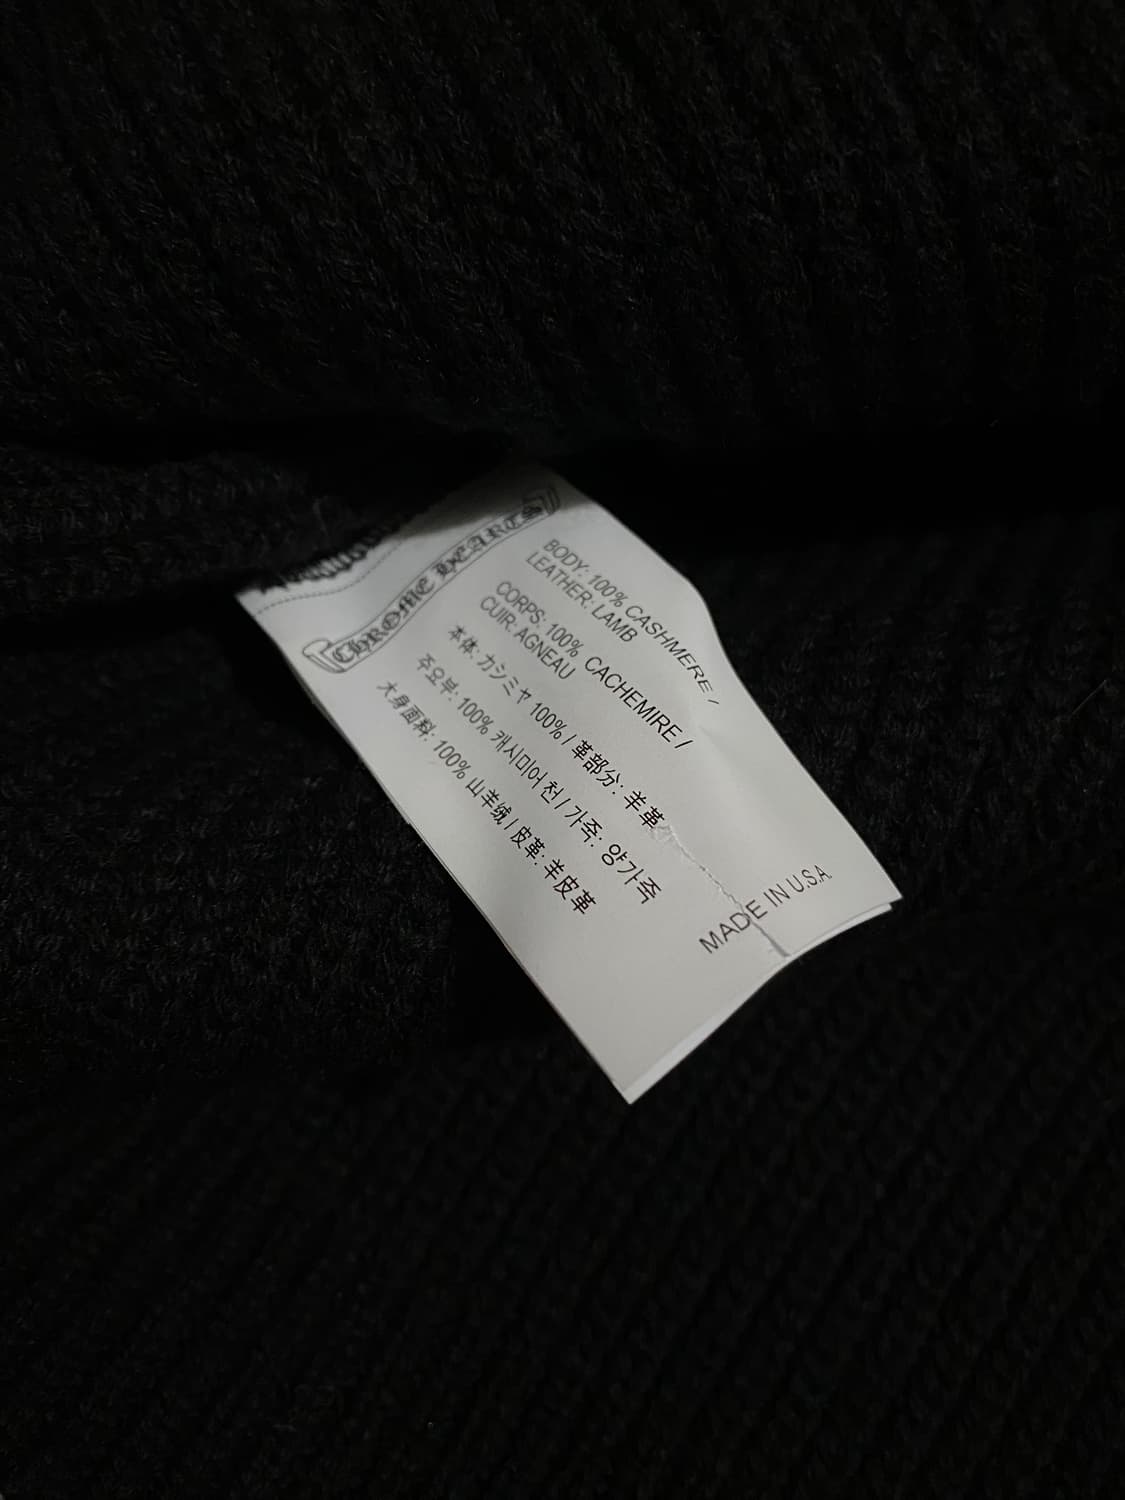 CHROME HEARTS
BODY: 100% CASHMERE /
LEATHER: LAMB
CORPS: 100% CACHEMIRE /
CUIR: AGNEAU
本体: カシミヤ 100% / 革部分: 羊革
주요부: 100% 캐시미어 천 / 가죽: 양가죽
大身面料: 100% 山羊绒 / 皮革: 羊皮革
MADE IN U.S.A